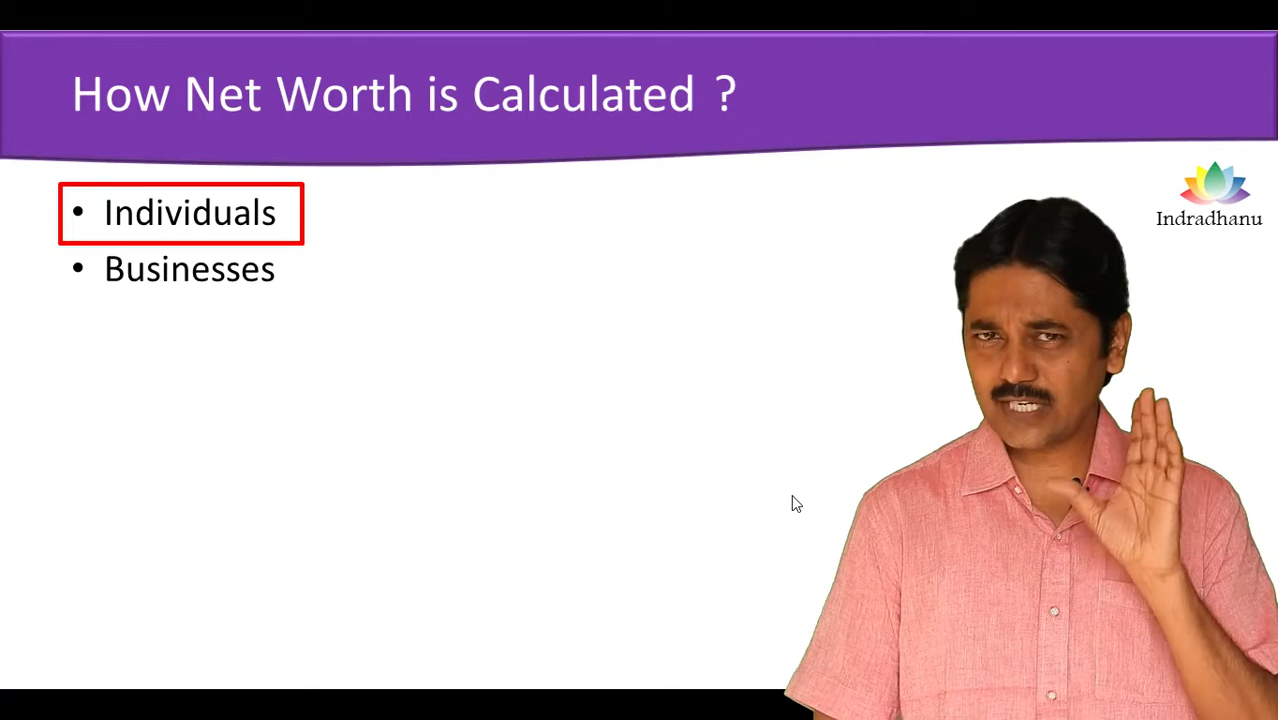 How Net Worth is Calculated ?
• Individuals
• Businesses
Indradhanu